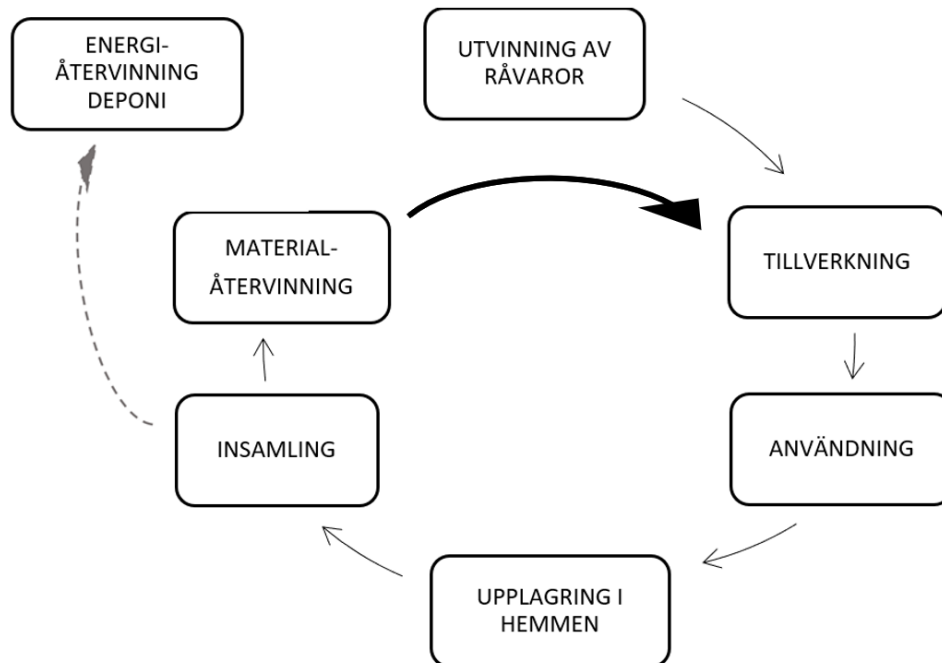 ENERGI-
ÅTERVINNING
DEPONI
UTVINNING AV
RÅVAROR
MATERIAL-
ÅTERVINNING
TILLVERKNING
INSAMLING
ANVÄNDNING
UPPLAGRING I
HEMMEN